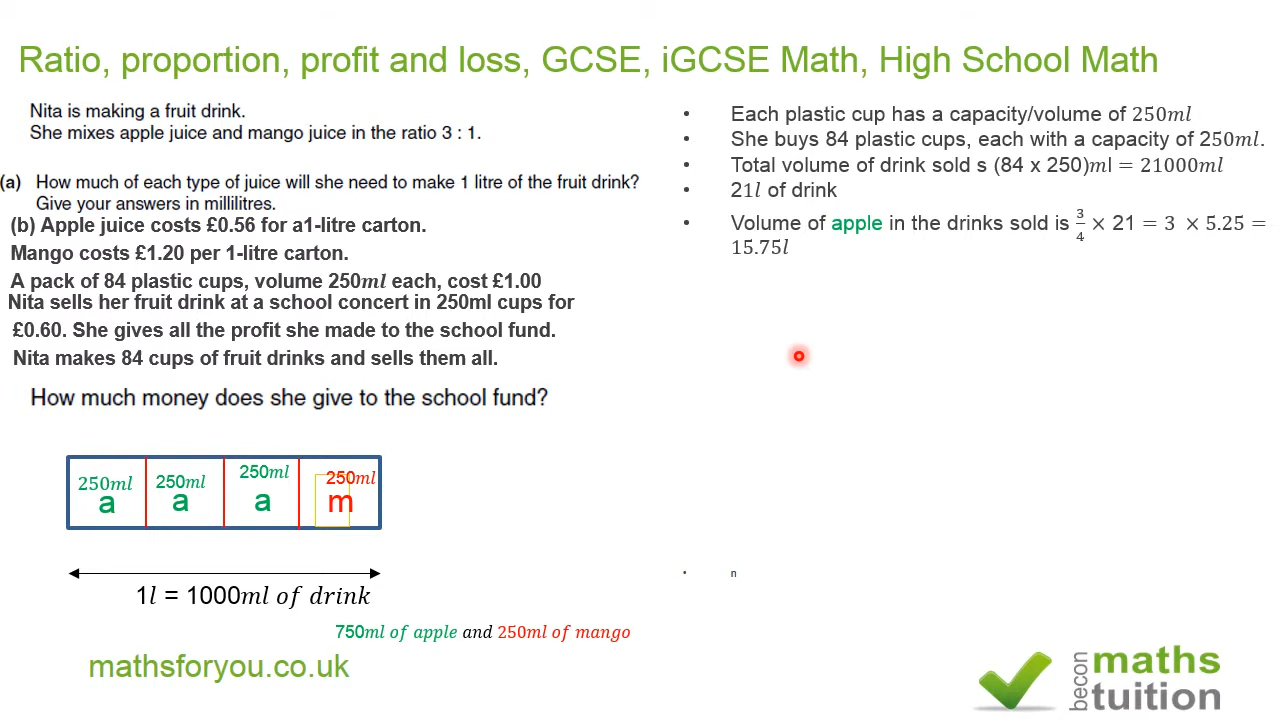 Ratio, proportion, profit and loss, GCSE, iGCSE Math, High School Math
Nita is making a fruit drink.
She mixes apple juice and mango juice in the ratio 3 : 1.
(a) How much of each type of juice will she need to make 1 litre of the fruit drink?
Give your answers in millilitres.
(b) Apple juice costs £0.56 for a1-litre carton.
Mango costs £1.20 per 1-litre carton.
A pack of 84 plastic cups, volume 250ml each, cost £1.00
Nita sells her fruit drink at a school concert in 250ml cups for
£0.60. She gives all the profit she made to the school fund.
Nita makes 84 cups of fruit drinks and sells them all.
How much money does she give to the school fund?
250ml 250ml 250ml 250ml
a a a m
1l = 1000ml of drink
750ml of apple and 250ml of mango
mathsforyou.co.uk
• Each plastic cup has a capacity/volume of 250ml
• She buys 84 plastic cups, each with a capacity of 250ml.
• Total volume of drink sold s (84 x 250)ml = 21000ml
• 21l of drink
• Volume of apple in the drinks sold is 3/4 × 21 = 3 × 5.25 =
15.75l
• n
becon maths
tuition